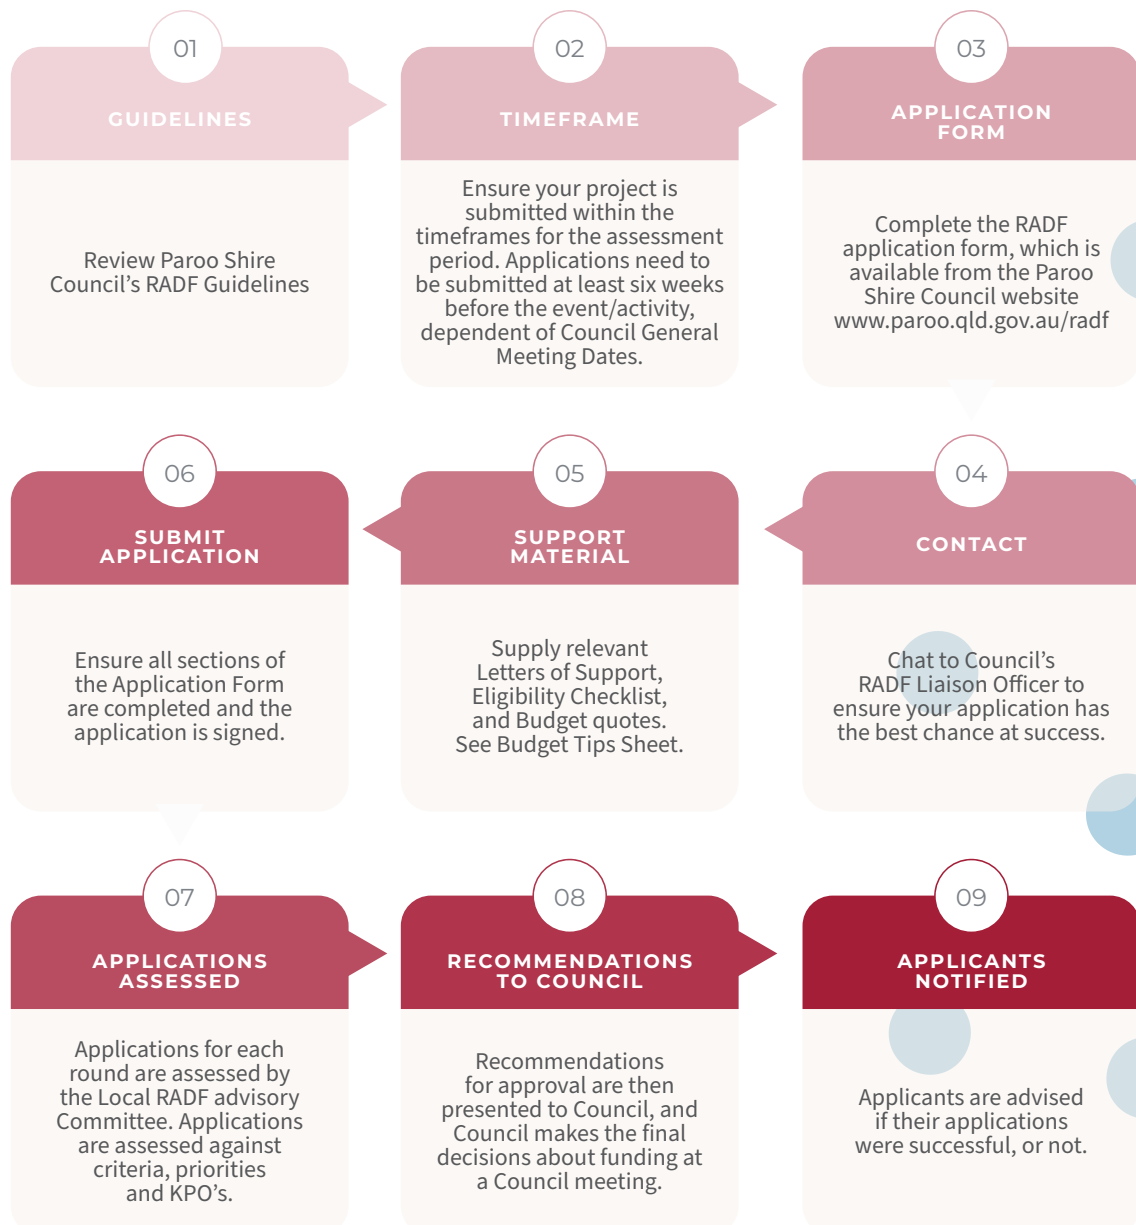 01
GUIDELINES
Review Paroo Shire
Council's RADF Guidelines
02
TIMEFRAME
Ensure your project is
submitted within the
timeframes for the assessment
period. Applications need to
be submitted at least six weeks
before the event/activity,
dependent of Council General
Meeting Dates.
03
APPLICATION
FORM
Complete the RADF
application form, which is
available from the Paroo
Shire Council website
www.paroo.qld.gov.au/radf
04
CONTACT
Chat to Council's
RADF Liaison Officer to
ensure your application has
the best chance at success.
05
SUPPORT
MATERIAL
Supply relevant
Letters of Support,
Eligibility Checklist,
and Budget quotes.
See Budget Tips Sheet.
06
SUBMIT
APPLICATION
Ensure all sections of
the Application Form
are completed and the
application is signed.
07
APPLICATIONS
ASSESSED
Applications for each
round are assessed by
the Local RADF advisory
Committee. Applications
are assessed against
criteria, priorities
and KPO's.
08
RECOMMENDATIONS
TO COUNCIL
Recommendations
for approval are then
presented to Council, and
Council makes the final
decisions about funding at
a Council meeting.
09
APPLICANTS
NOTIFIED
Applicants are advised
if their applications
were successful, or not.